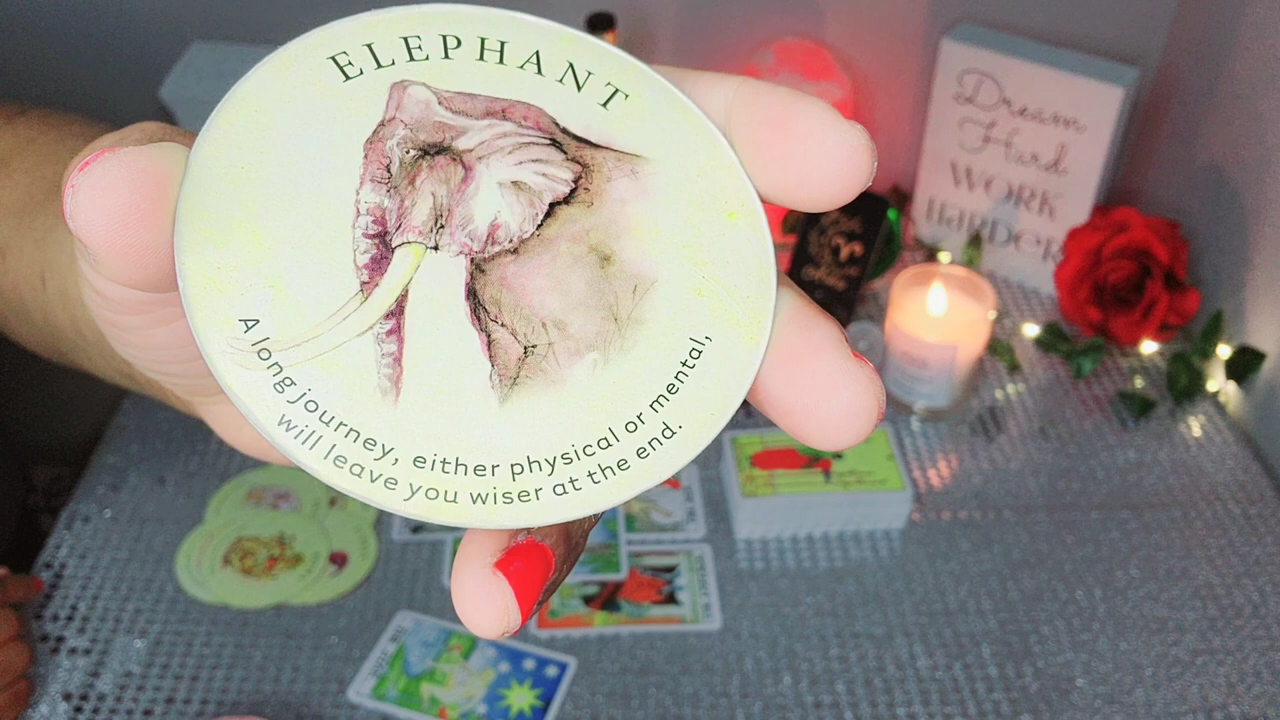 ELEPHANT
A long journey, either physical or mental,
will leave you wiser at the end.
Dream
Hard
WORK
HARDER